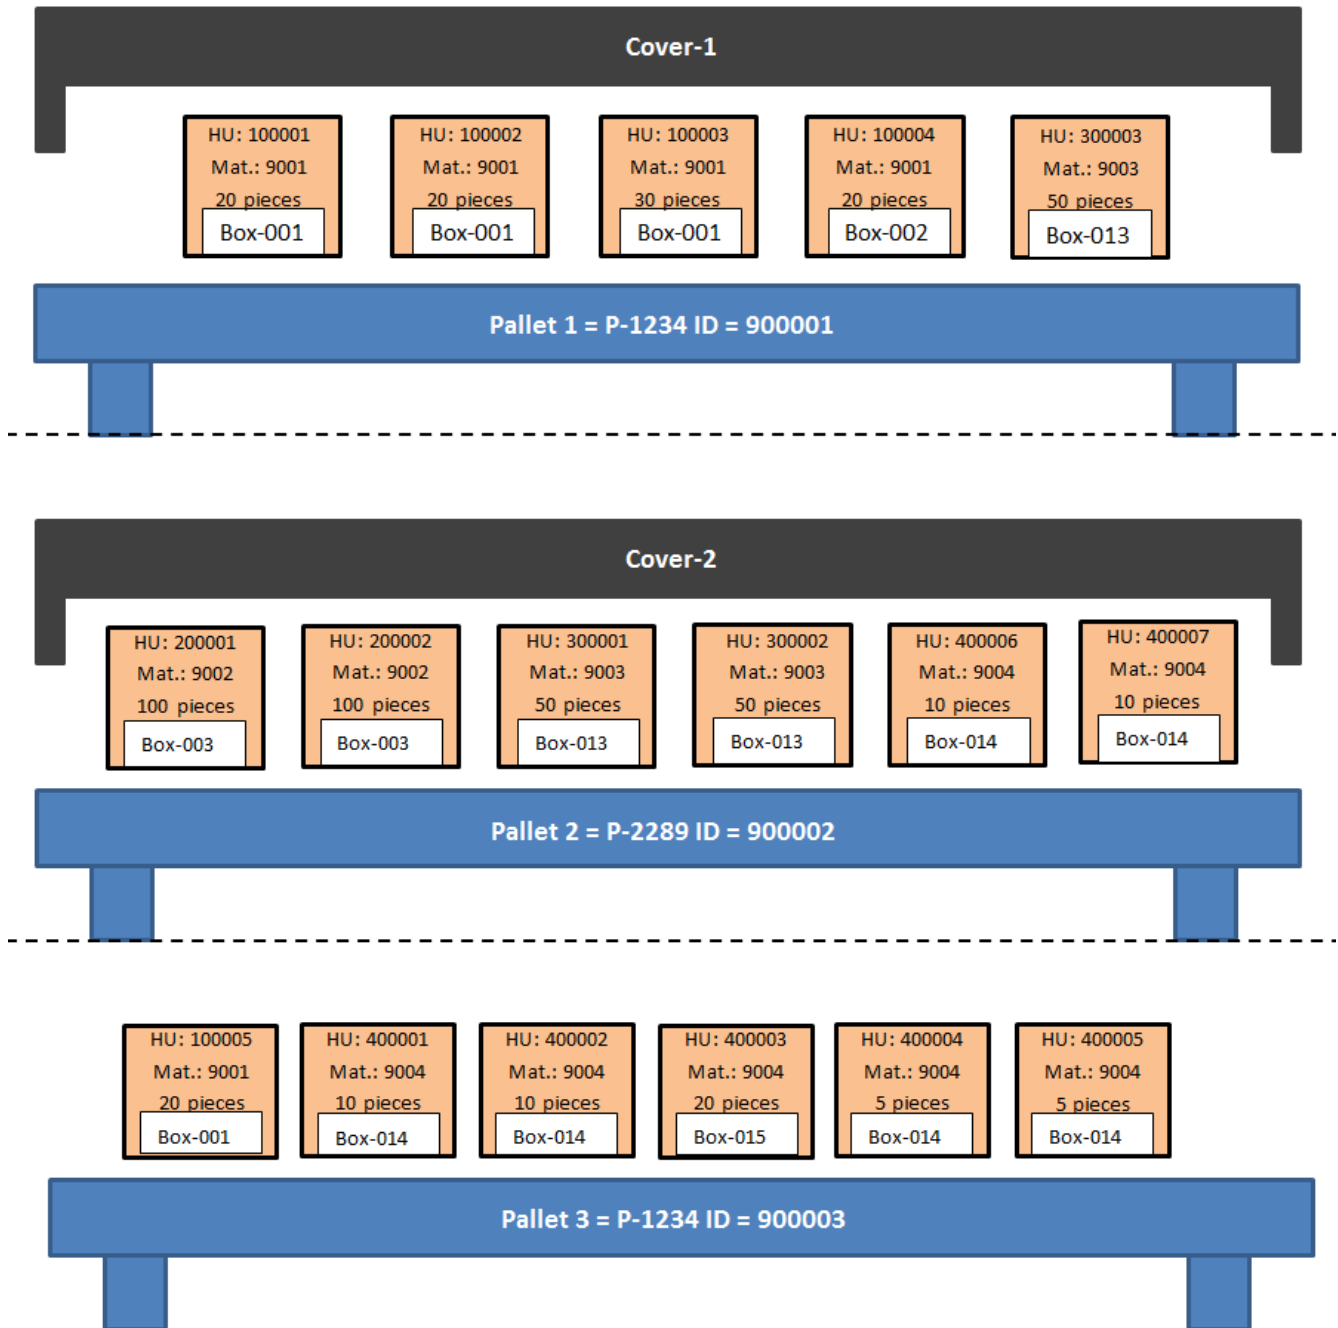 Cover-1
HU: 100001
Mat.: 9001
20 pieces
Box-001
HU: 100002
Mat.: 9001
20 pieces
Box-001
HU: 100003
Mat.: 9001
30 pieces
Box-001
HU: 100004
Mat.: 9001
20 pieces
Box-002
HU: 300003
Mat.: 9003
50 pieces
Box-013
Pallet 1 = P-1234 ID = 900001
Cover-2
HU: 200001
Mat.: 9002
100 pieces
Box-003
HU: 200002
Mat.: 9002
100 pieces
Box-003
HU: 300001
Mat.: 9003
50 pieces
Box-013
HU: 300002
Mat.: 9003
50 pieces
Box-013
HU: 400006
Mat.: 9004
10 pieces
Box-014
HU: 400007
Mat.: 9004
10 pieces
Box-014
Pallet 2 = P-2289 ID = 900002
HU: 100005
Mat.: 9001
20 pieces
Box-001
HU: 400001
Mat.: 9004
10 pieces
Box-014
HU: 400002
Mat.: 9004
10 pieces
Box-014
HU: 400003
Mat.: 9004
20 pieces
Box-015
HU: 400004
Mat.: 9004
5 pieces
Box-014
HU: 400005
Mat.: 9004
5 pieces
Box-014
Pallet 3 = P-1234 ID = 900003